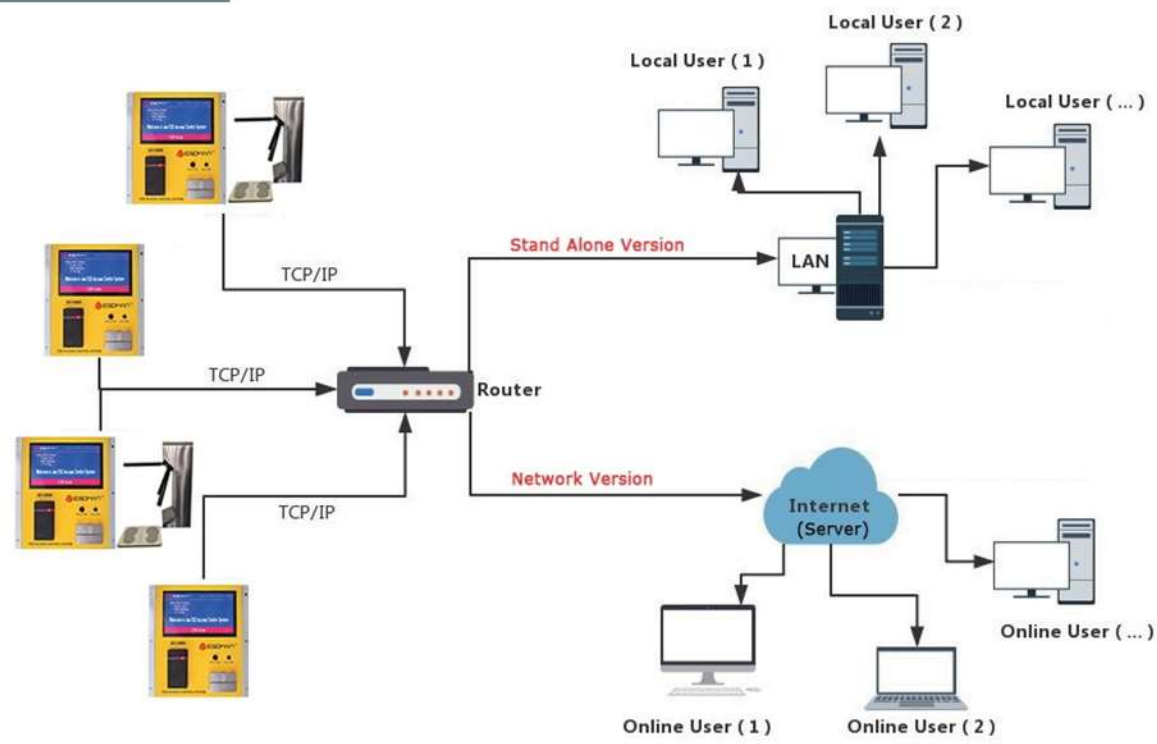 Local User ( 2 )
Local User ( 1 )
Local User ( ... )
Stand Alone Version
LAN
TCP/IP
TCP/IP
Router
Network Version
TCP/IP
Internet
(Server)
Online User ( ... )
Online User ( 1 )
Online User ( 2 )